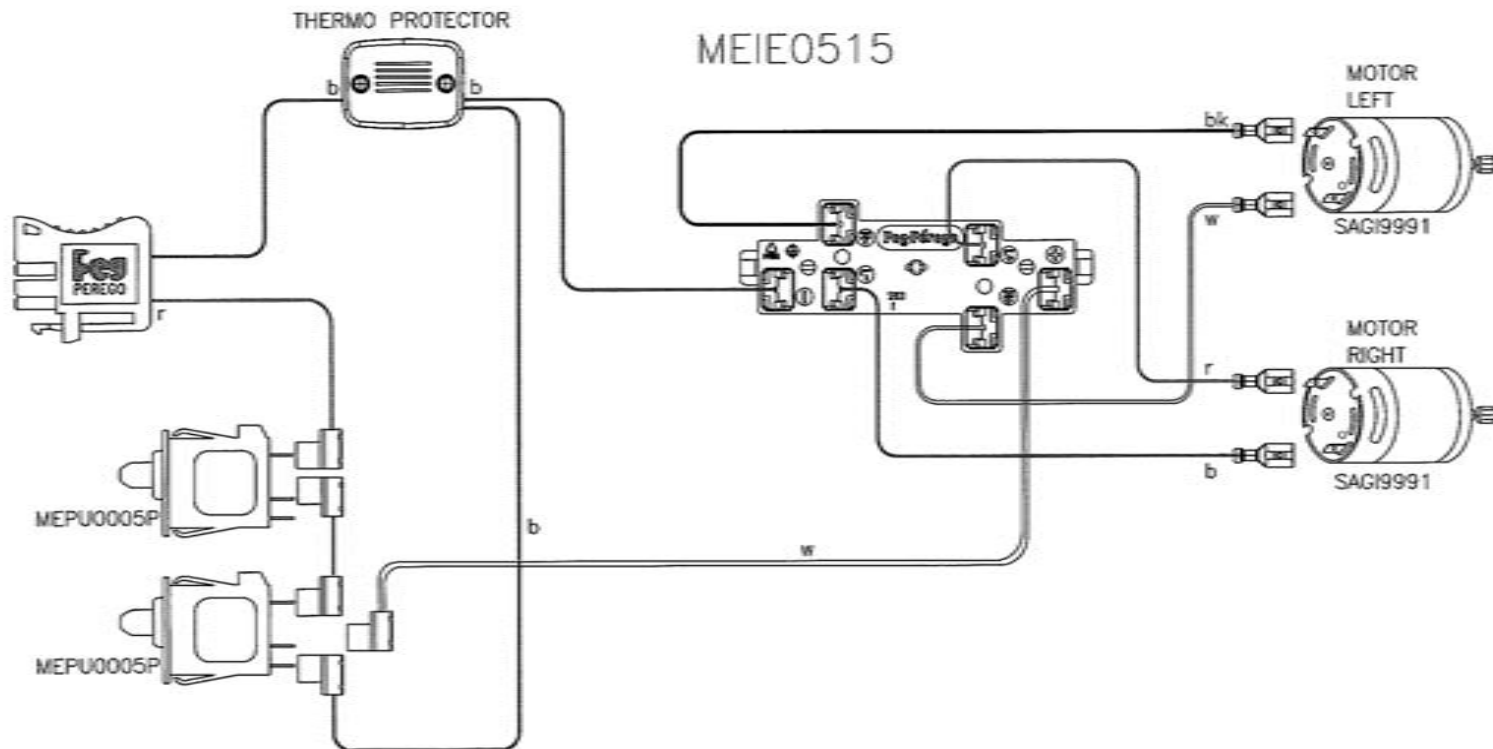 THERMO PROTECTOR
MEIE0515
MOTOR
LEFT
b
b
bk
w
SAGI9991
Peg
PEREGO
r
Peg-Pérego
MOTOR
RIGHT
r
b
SAGI9991
MEPU0005P
b
w
MEPU0005P